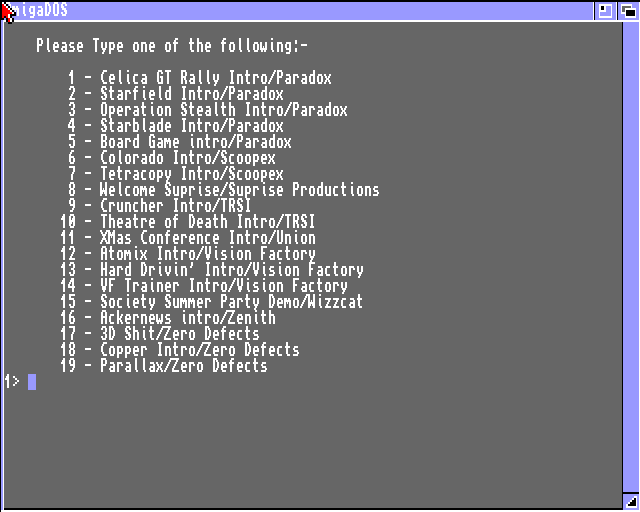 AmigaDOS
Please Type one of the following:-
1 - Celica GT Rally Intro/Paradox
2 - Starfield Intro/Paradox
3 - Operation Stealth Intro/Paradox
4 - Starblade Intro/Paradox
5 - Board Game intro/Paradox
6 - Colorado Intro/Scoopex
7 - Tetracopy Intro/Scoopex
8 - Welcome Suprise/Suprise Productions
9 - Cruncher Intro/TRSI
10 - Theatre of Death Intro/TRSI
11 - XMas Conference Intro/Union
12 - Atomix Intro/Vision Factory
13 - Hard Drivin' Intro/Vision Factory
14 - VF Trainer Intro/Vision Factory
15 - Society Summer Party Demo/Wizzcat
16 - Ackernews intro/Zenith
17 - 3D Shit/Zero Defects
18 - Copper Intro/Zero Defects
19 - Parallax/Zero Defects
1>